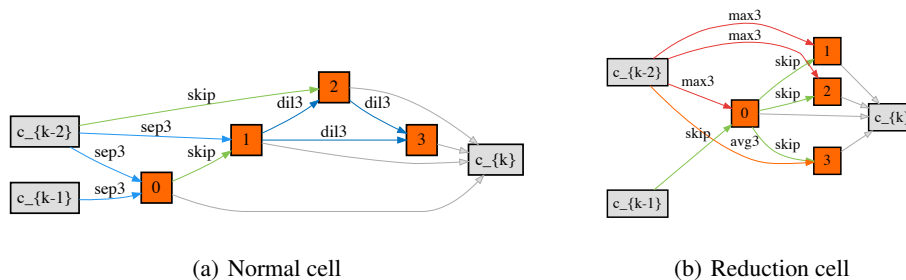 c_{k-2}
c_{k-1}
sep3
sep3
sep3
skip
skip
0
1
2
dil3
dil3
dil3
3
c_{k}
(a) Normal cell
c_{k-2}
c_{k-1}
max3
max3
max3
skip
skip
0
skip
avg3
skip
1
2
3
c_{k}
(b) Reduction cell